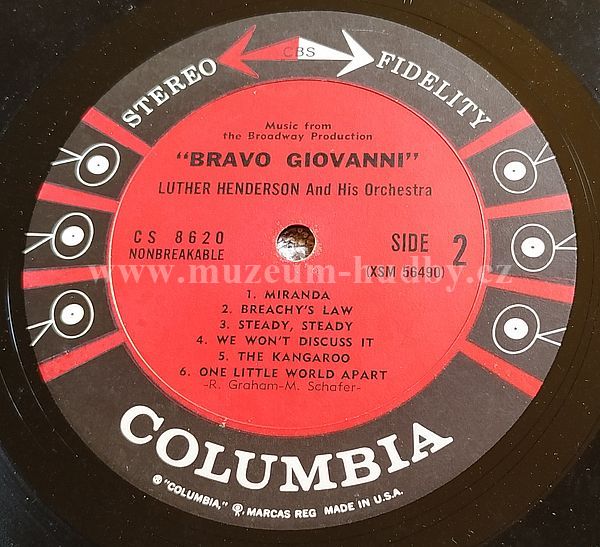 STEREO CBS FIDELITY
Music from
the Broadway Production
"BRAVO GIOVANNI"
LUTHER HENDERSON And His Orchestra
CS 8620
NONBREAKABLE
SIDE 2
(XSM 56490)
www.muzeum-hudby.cz
1. MIRANDA
2. BREACHY'S LAW
3. STEADY, STEADY
4. WE WON'T DISCUSS IT
5. THE KANGAROO
6. ONE LITTLE WORLD APART
-R. Graham-M. Schafer-
COLUMBIA
® "COLUMBIA," MARCAS REG MADE IN U.S.A.